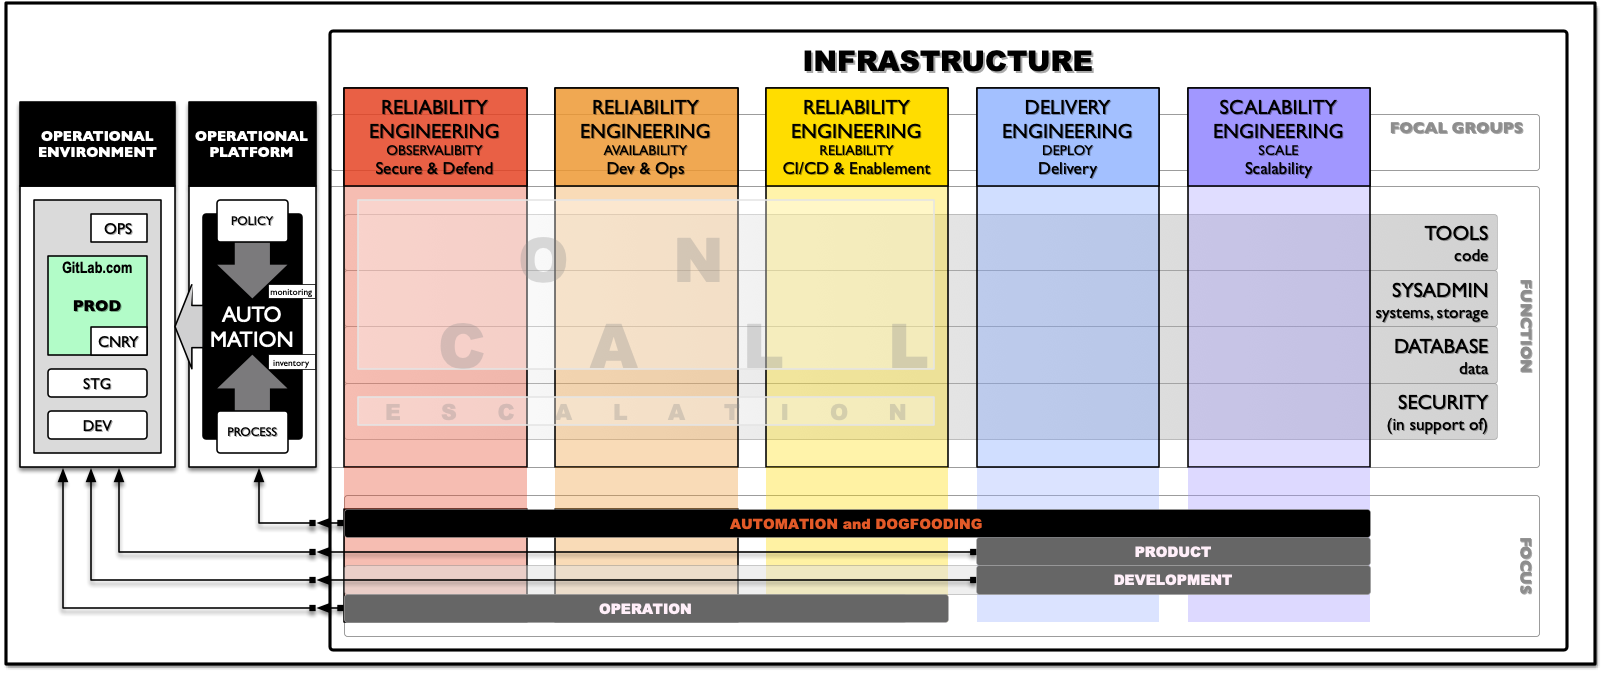 INFRASTRUCTURE
OPERATIONAL
ENVIRONMENT
OPS
GitLab.com
PROD
CNRY
STG
DEV
OPERATIONAL
PLATFORM
POLICY
monitoring
AUTO
MATION
inventory
PROCESS
RELIABILITY
ENGINEERING
OBSERVALIBITY
Secure & Defend
RELIABILITY
ENGINEERING
AVAILABILITY
Dev & Ops
RELIABILITY
ENGINEERING
RELIABILITY
CI/CD & Enablement
DELIVERY
ENGINEERING
DEPLOY
Delivery
SCALABILITY
ENGINEERING
SCALE
Scalability
FOCAL GROUPS
ON
CALL
ESCALATION
TOOLS
code
SYSADMIN
systems, storage
DATABASE
data
SECURITY
(in support of)
FUNCTION
AUTOMATION and DOGFOODING
PRODUCT
DEVELOPMENT
OPERATION
FOCUS